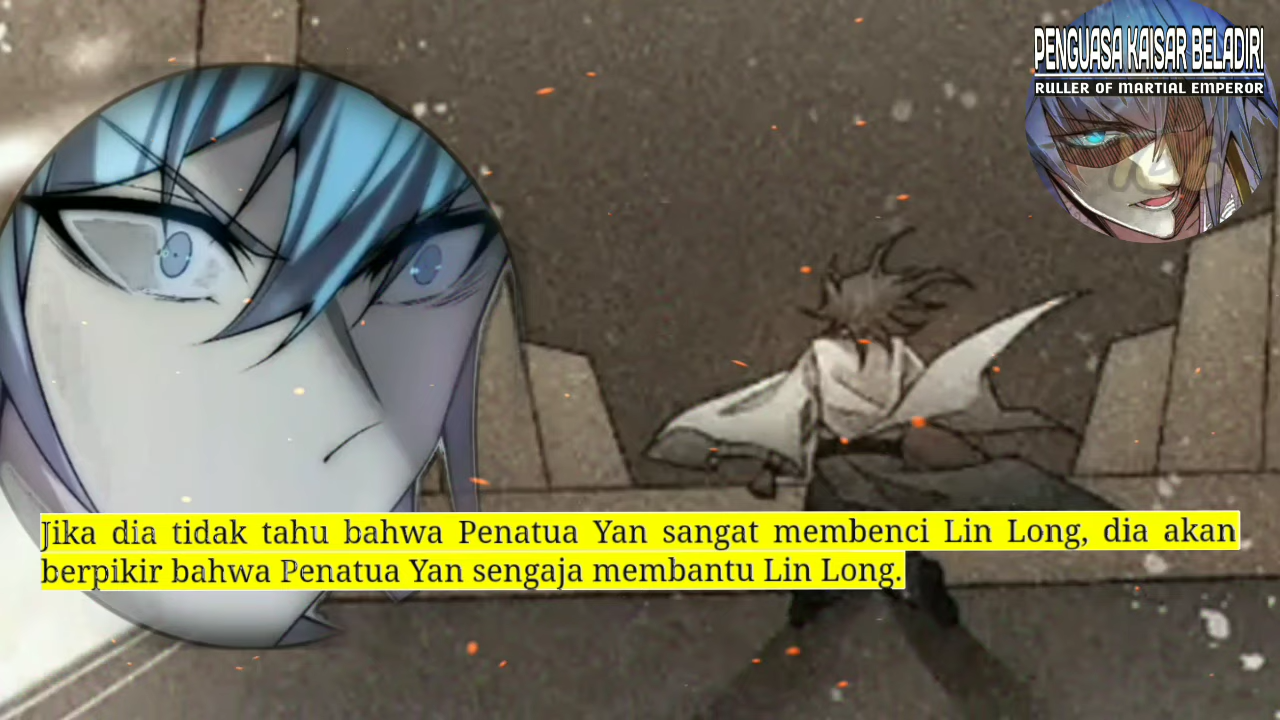 PENGUASA KAISAR BELADIRI
RULLER OF MARTIAL EMPEROR
Jika dia tidak tahu bahwa Penatua Yan sangat membenci Lin Long, dia akan
berpikir bahwa Penatua Yan sengaja membantu Lin Long.